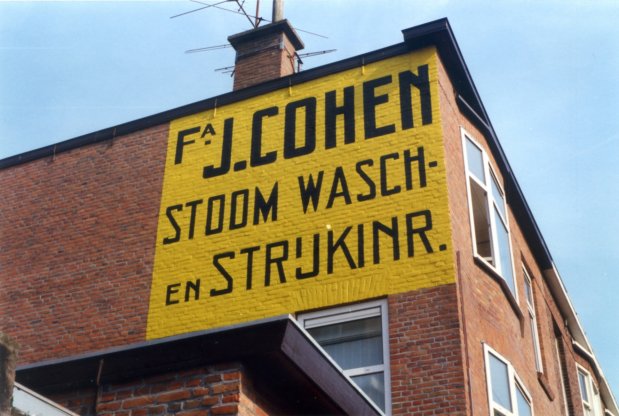 FA. J. COHEN
STOOM WASCH-
EN STRIJKINR.